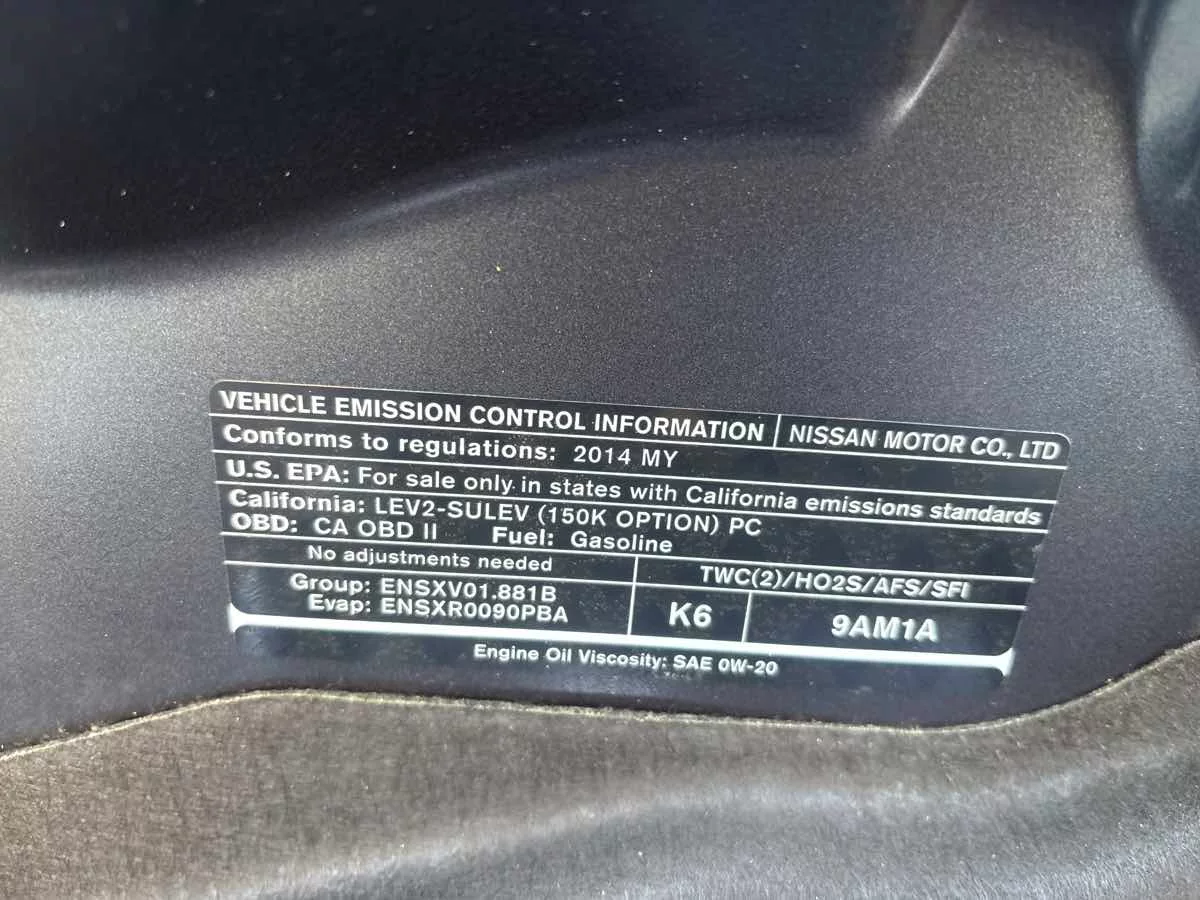 VEHICLE EMISSION CONTROL INFORMATION NISSAN MOTOR CO., LTD
Conforms to regulations: 2014 MY
U.S. EPA: For sale only in states with California emissions standards
California: LEV2-SULEV (150K OPTION) PC
OBD: CA OBD II Fuel: Gasoline
No adjustments needed TWC(2)/HO2S/AFS/SFI
Group: ENSXV01.881B
Evap: ENSXR0090PBA K6 9AM1A
Engine Oil Viscosity: SAE 0W-20